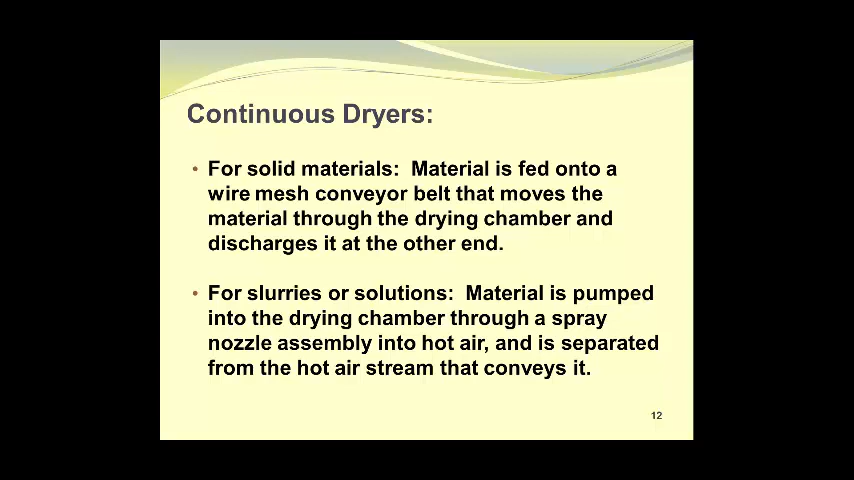 Continuous Dryers:
• For solid materials:  Material is fed onto a
wire mesh conveyor belt that moves the
material through the drying chamber and
discharges it at the other end.
• For slurries or solutions:  Material is pumped
into the drying chamber through a spray
nozzle assembly into hot air, and is separated
from the hot air stream that conveys it.
12